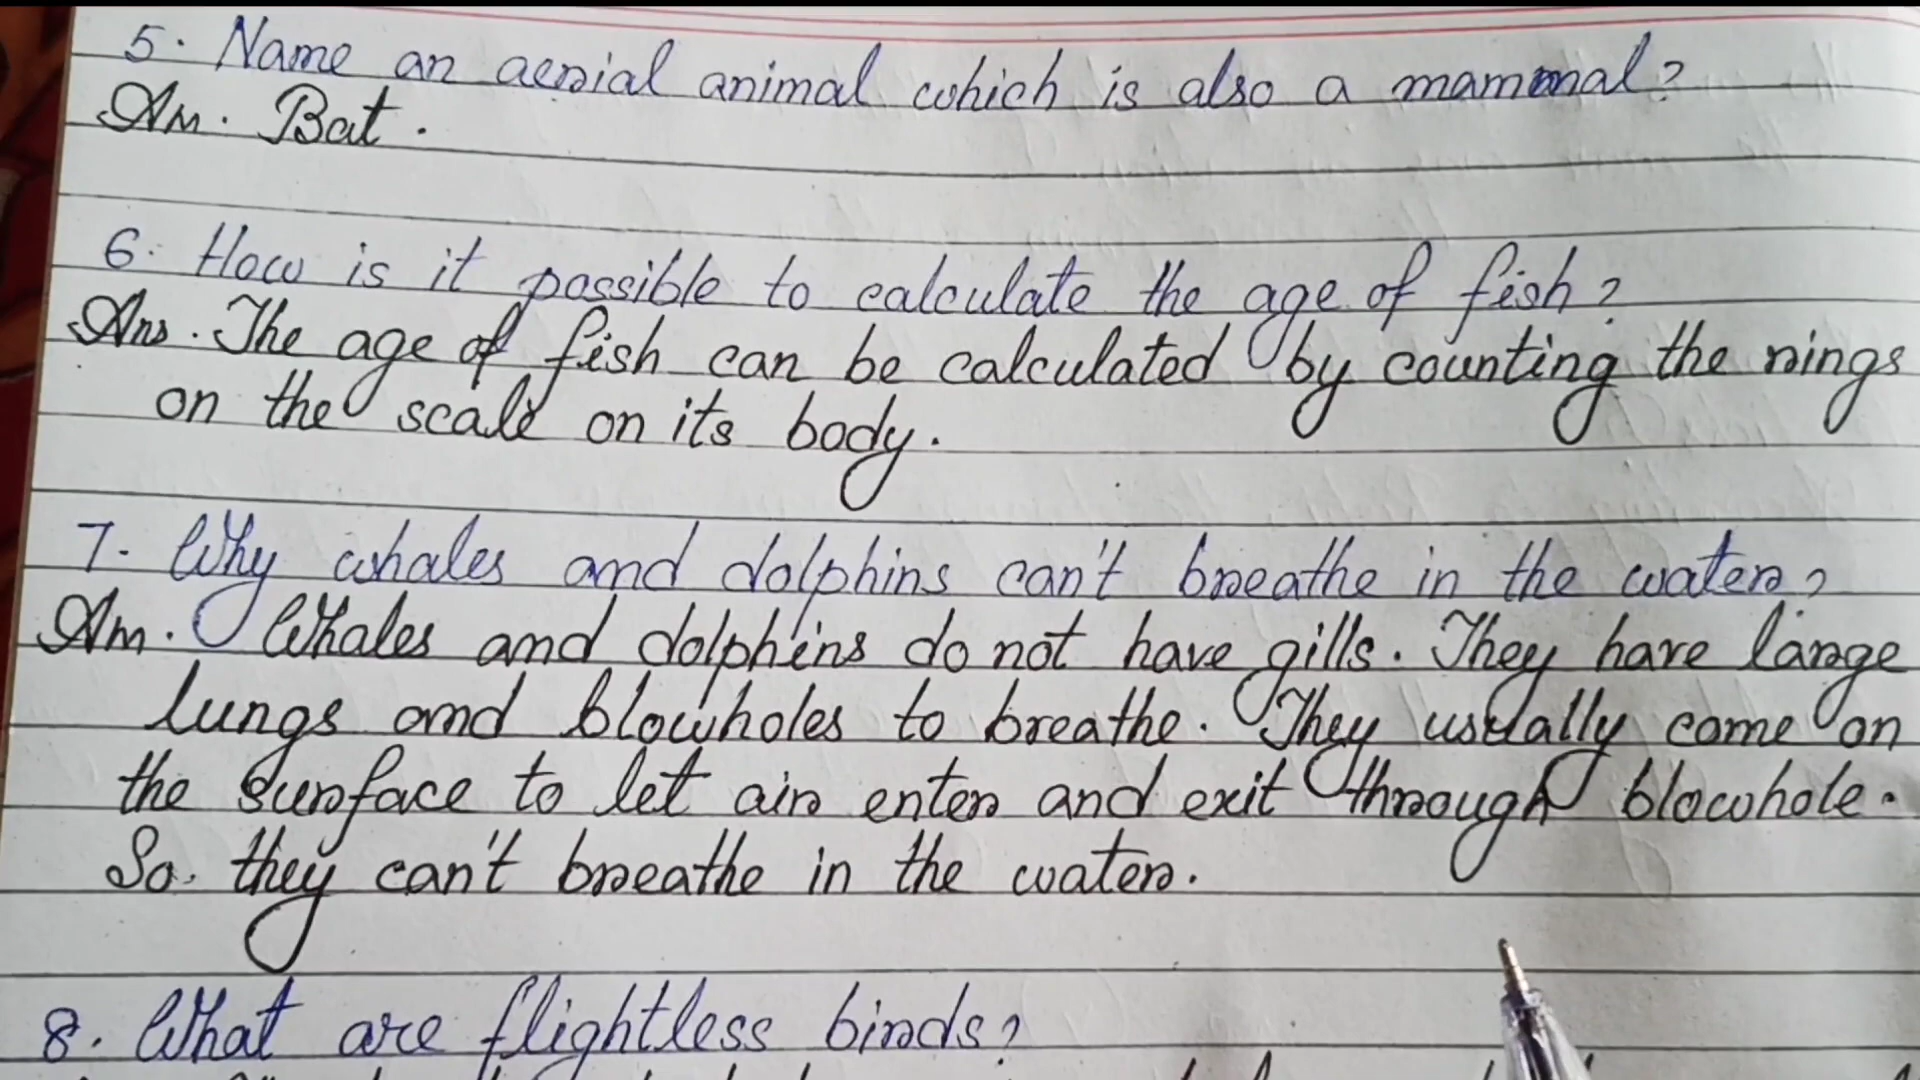 5. Name an aerial animal which is also a mammal?
Ans. Bat.
6. How is it possible to calculate the age of fish?
Ans. The age of fish can be calculated by counting the rings
on the scale on its body.
7. Why whales and dolphins can't breathe in the water?
Ans. Whales and dolphins do not have gills. They have large
lungs and blowholes to breathe. They usually come on
the surface to let air enter and exit through blowhole.
So. they can't breathe in the water.
8. What are flightless birds?